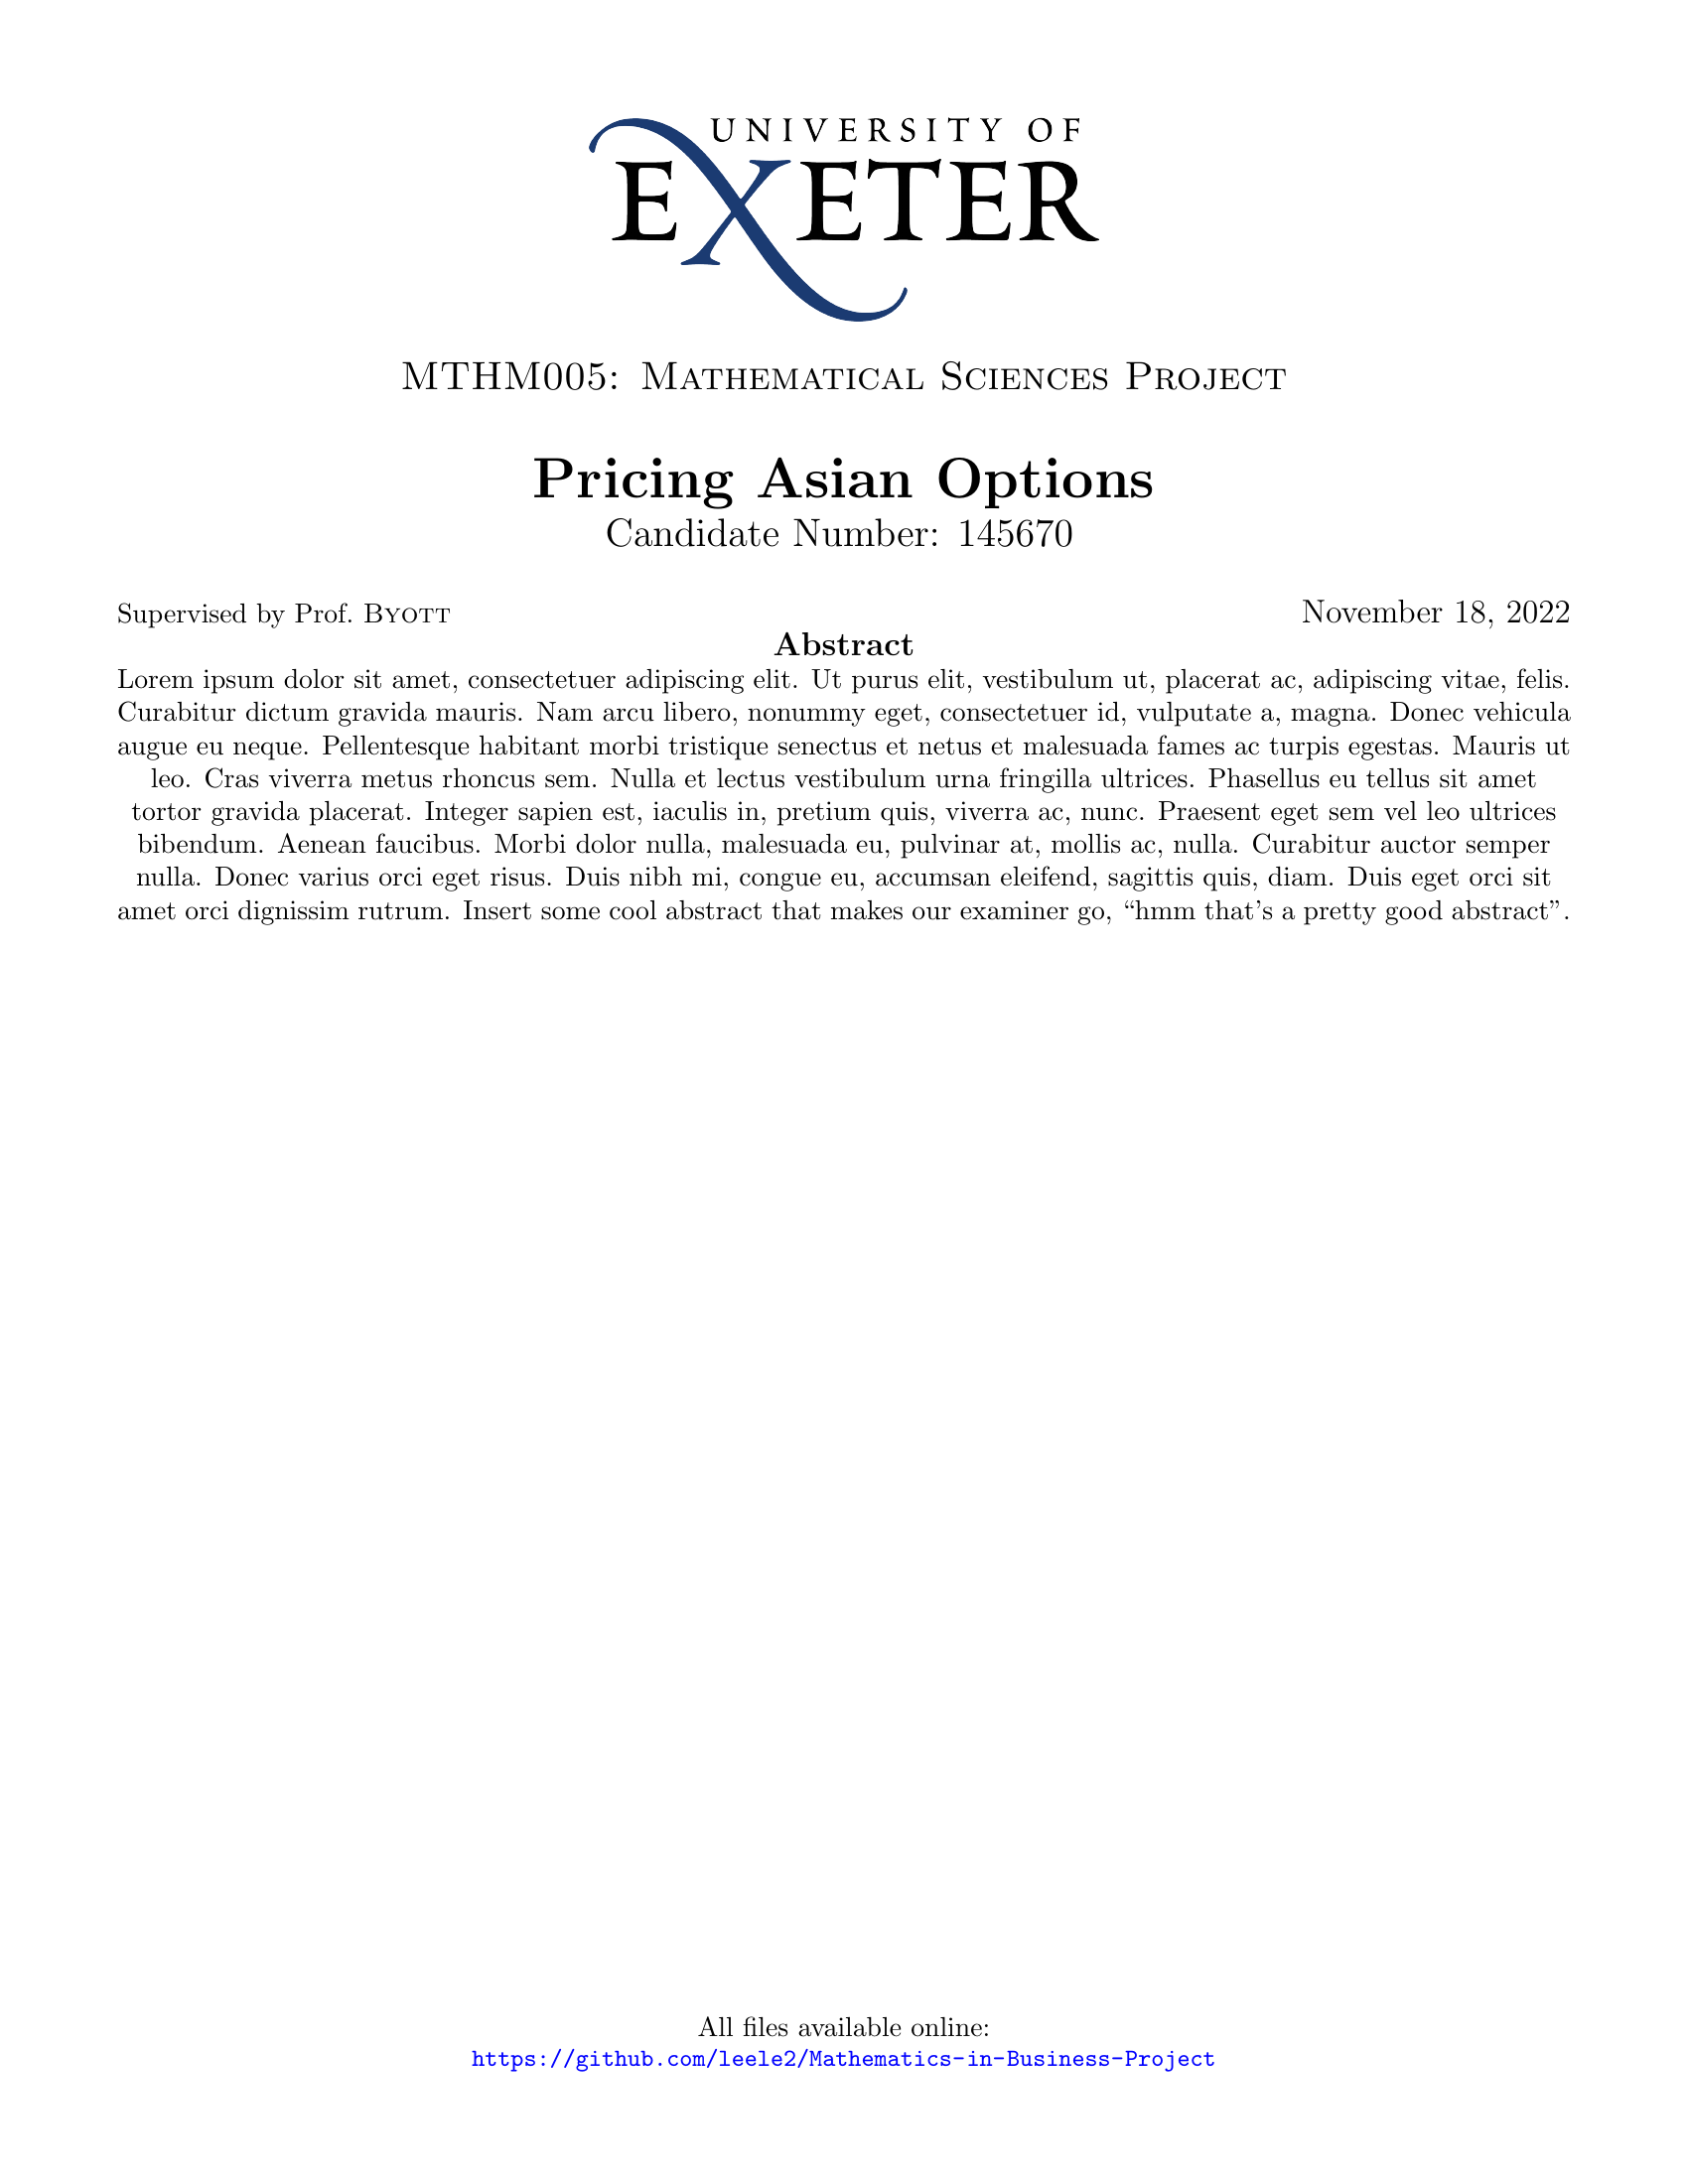 UNIVERSITY OF
EXETER
MTHM005: Mathematical Sciences Project
Pricing Asian Options
Candidate Number: 145670
Supervised by Prof. Byott
November 18, 2022
Abstract
Lorem ipsum dolor sit amet, consectetuer adipiscing elit. Ut purus elit, vestibulum ut, placerat ac, adipiscing vitae, felis.
Curabitur dictum gravida mauris. Nam arcu libero, nonummy eget, consectetuer id, vulputate a, magna. Donec vehicula
augue eu neque. Pellentesque habitant morbi tristique senectus et netus et malesuada fames ac turpis egestas. Mauris ut
leo. Cras viverra metus rhoncus sem. Nulla et lectus vestibulum urna fringilla ultrices. Phasellus eu tellus sit amet
tortor gravida placerat. Integer sapien est, iaculis in, pretium quis, viverra ac, nunc. Praesent eget sem vel leo ultrices
bibendum. Aenean faucibus. Morbi dolor nulla, malesuada eu, pulvinar at, mollis ac, nulla. Curabitur auctor semper
nulla. Donec varius orci eget risus. Duis nibh mi, congue eu, accumsan eleifend, sagittis quis, diam. Duis eget orci sit
amet orci dignissim rutrum. Insert some cool abstract that makes our examiner go, “hmm that’s a pretty good abstract”.
All files available online:
https://github.com/leele2/Mathematics-in-Business-Project